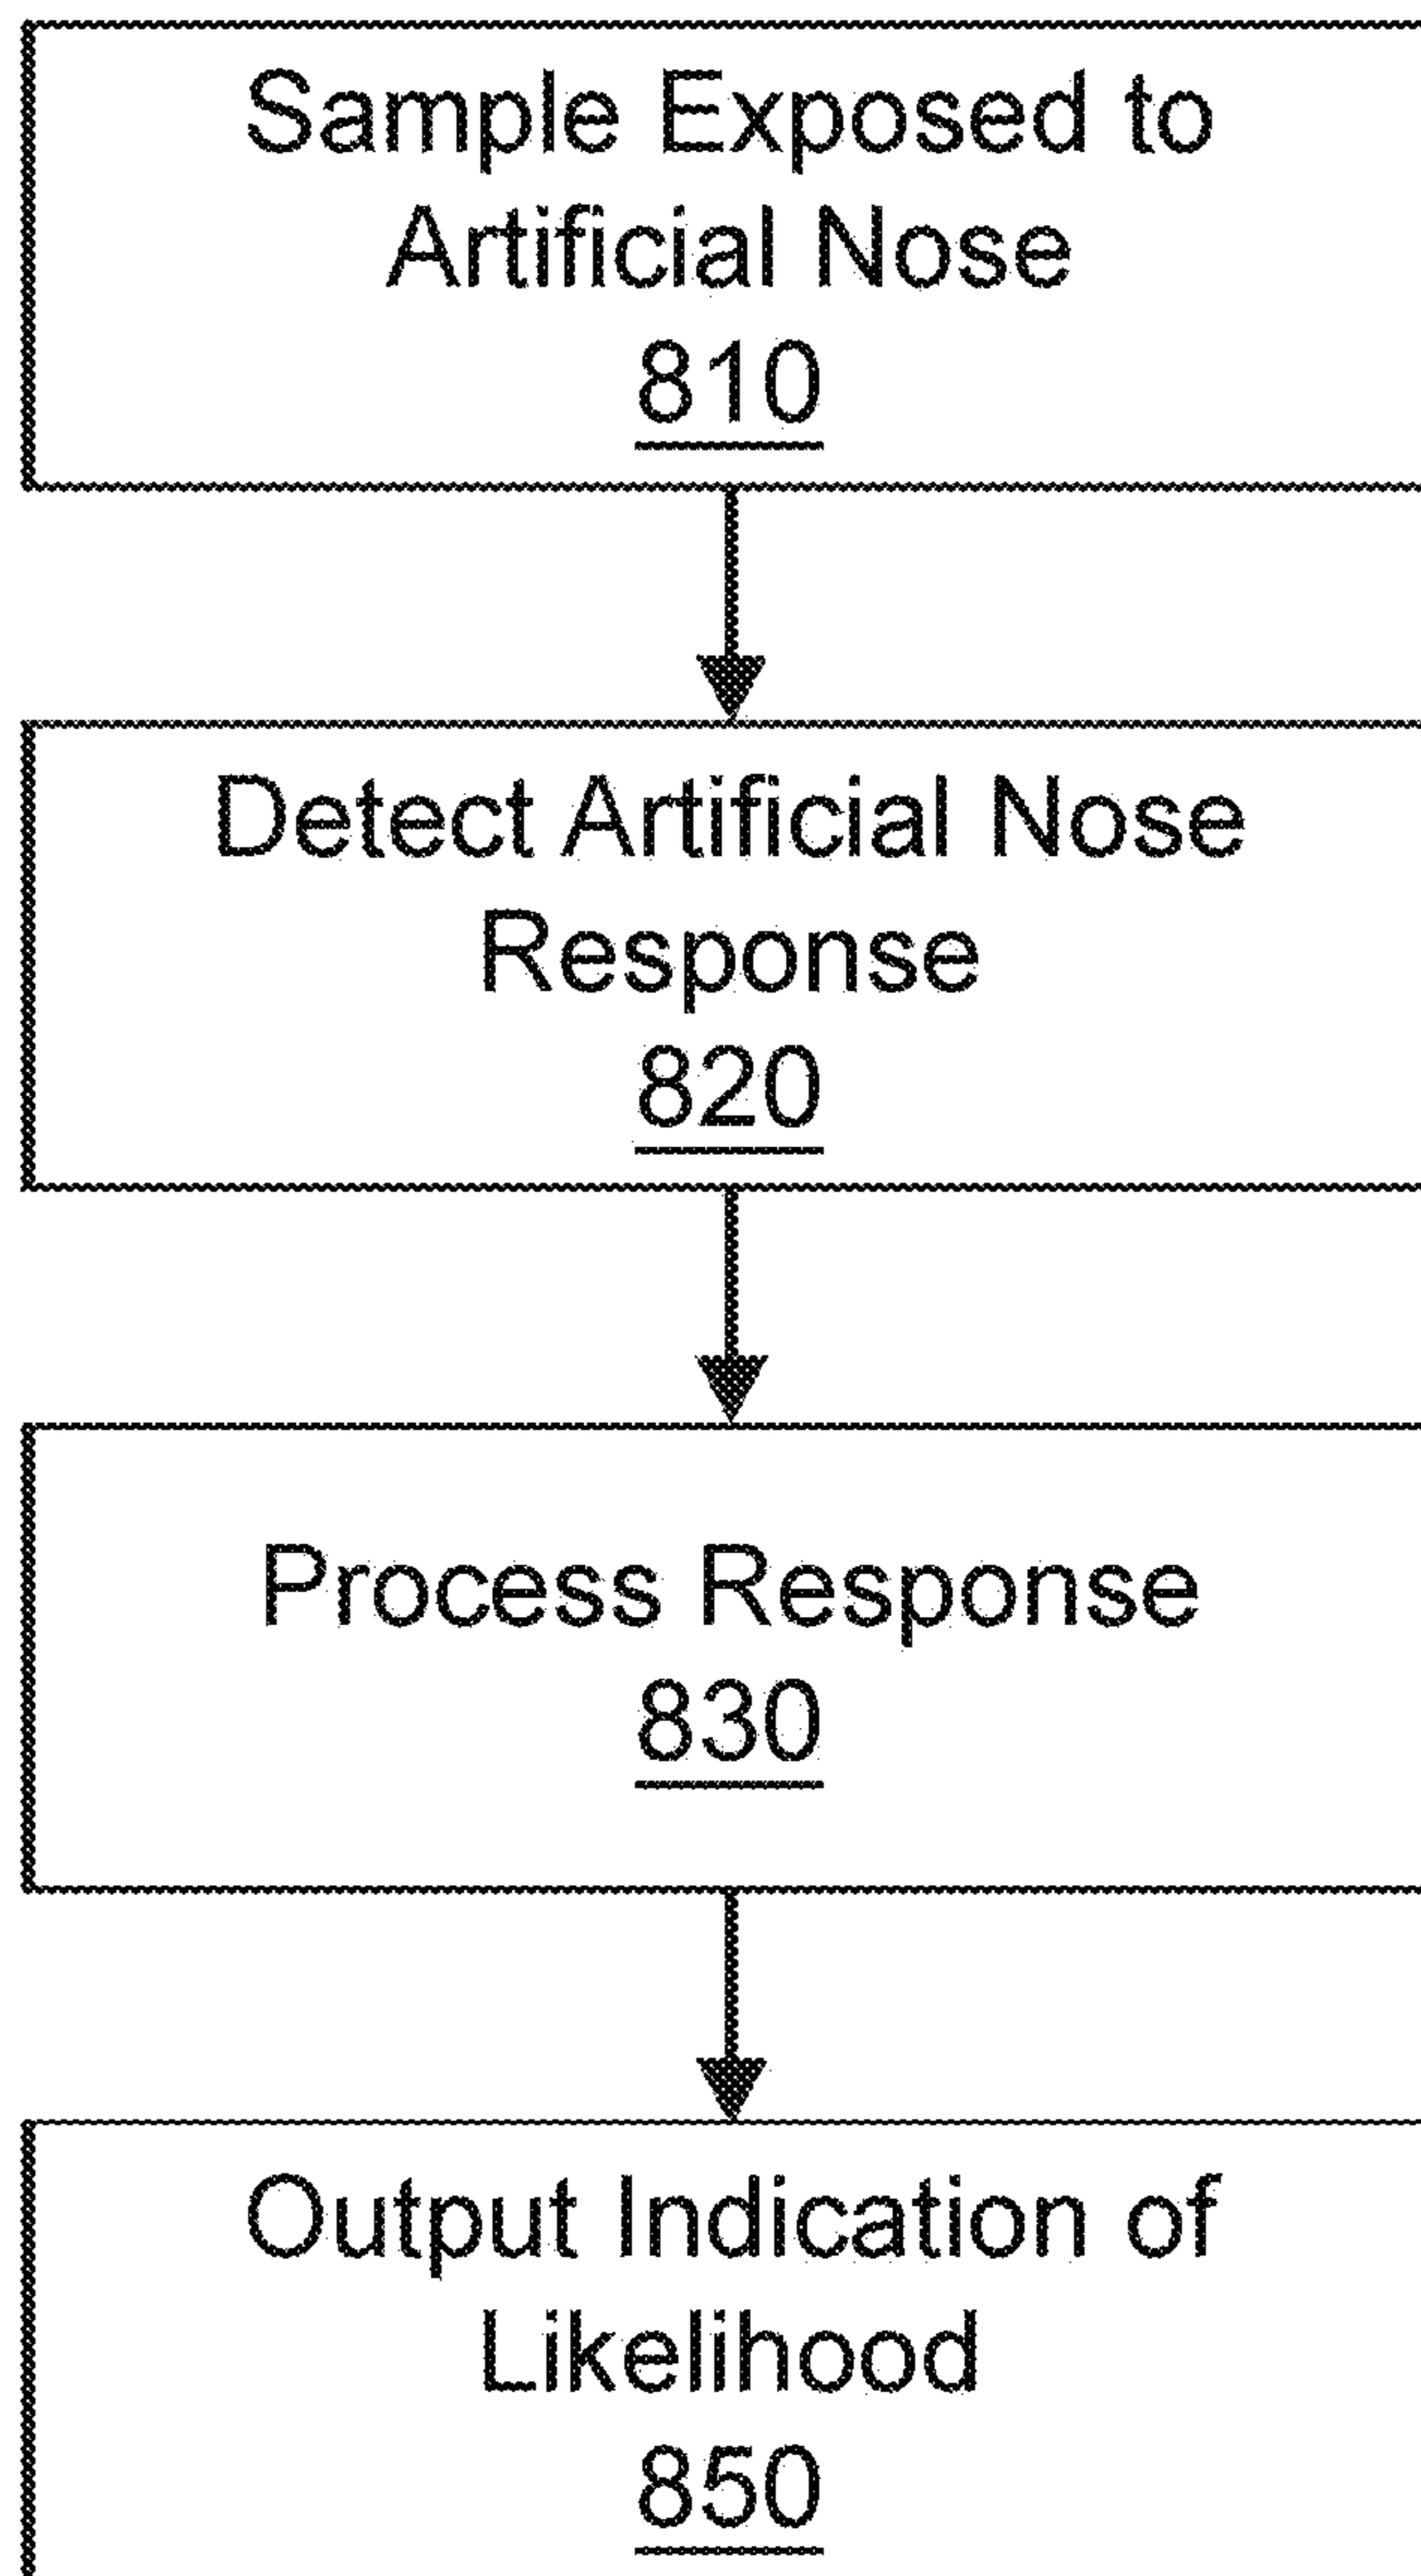 Sample Exposed to
Artificial Nose
810
Detect Artificial Nose
Response
820
Process Response
830
Output Indication of
Likelihood
850